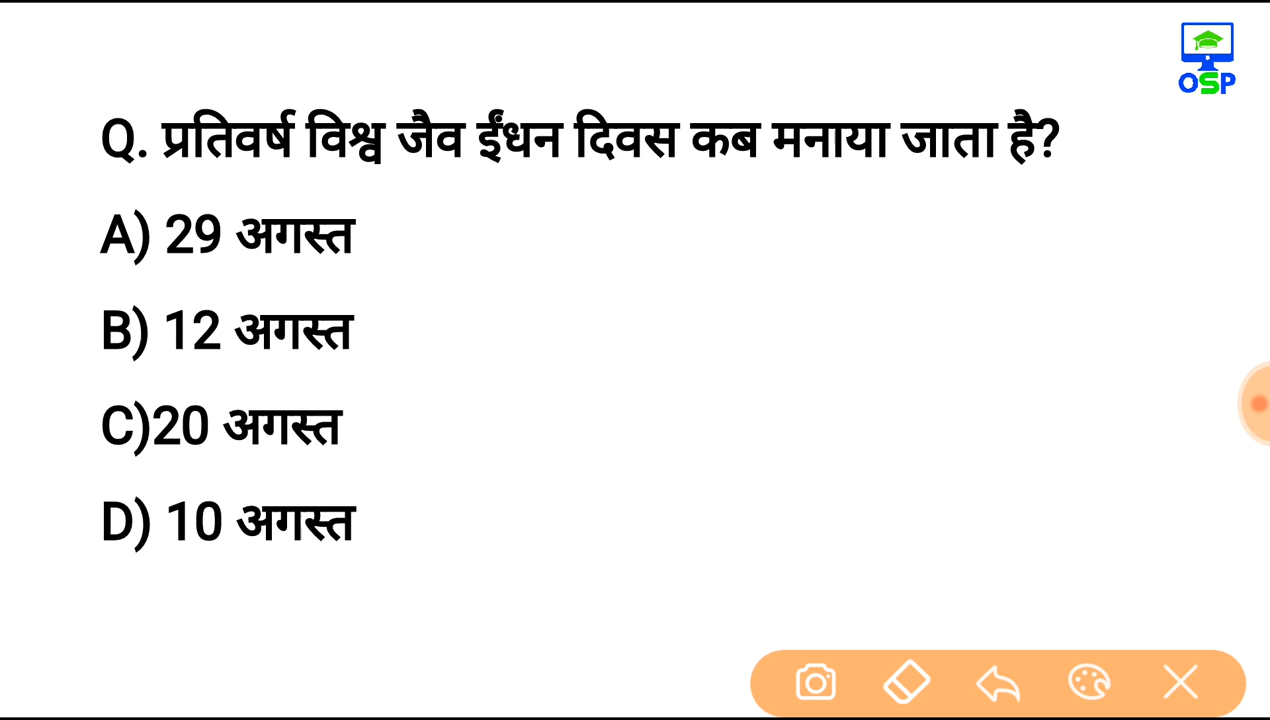 OSP
Q. प्रतिवर्ष विश्व जैव ईंधन दिवस कब मनाया जाता है?
A) 29 अगस्त
B) 12 अगस्त
C)20 अगस्त
D) 10 अगस्त